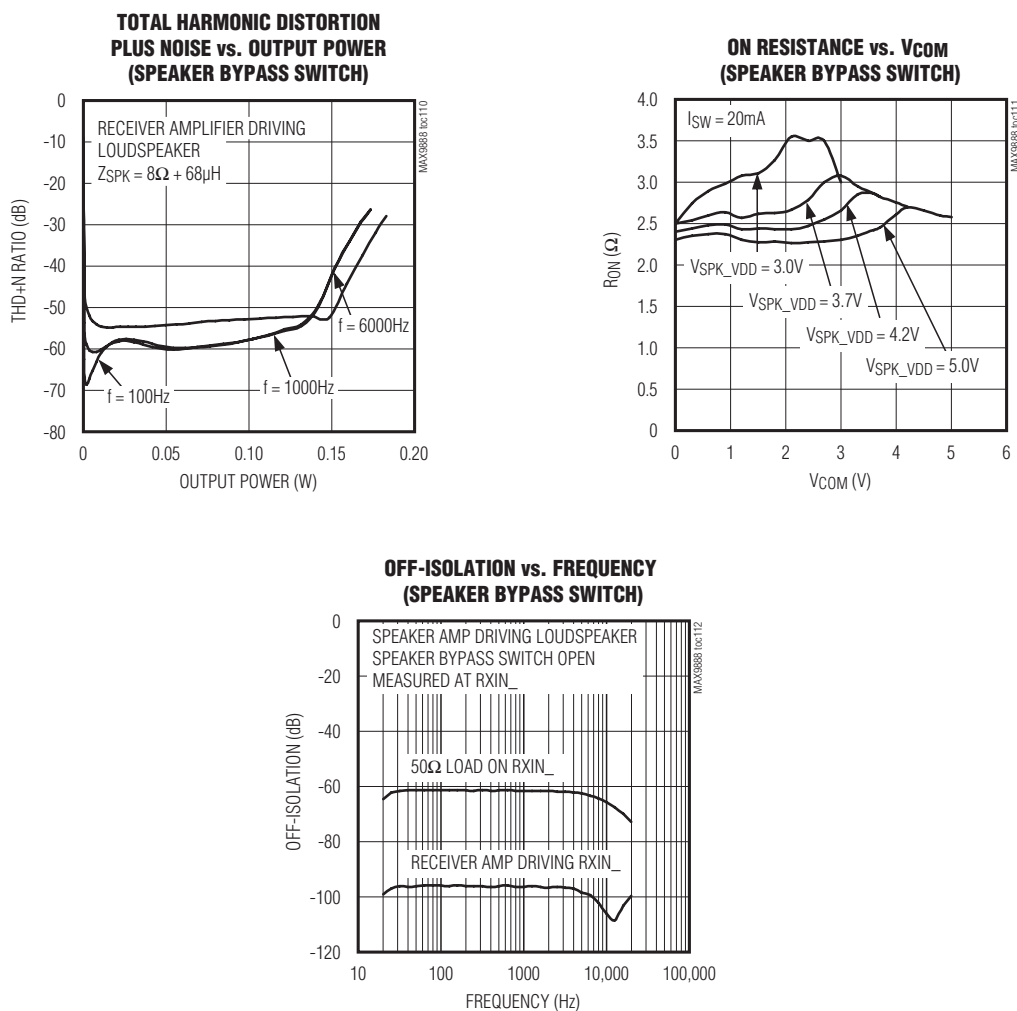 TOTAL HARMONIC DISTORTION
PLUS NOISE vs. OUTPUT POWER
(SPEAKER BYPASS SWITCH)
0
-10
-20
-30
-40
-50
-60
-70
-80
THD+N RATIO (dB)
RECEIVER AMPLIFIER DRIVING
LOUDSPEAKER
ZSPK = 8Ω + 68μH
f = 6000Hz
f = 1000Hz
f = 100Hz
0 0.05 0.10 0.15 0.20
OUTPUT POWER (W)
MAX9888 toc110
ON RESISTANCE vs. VCOM
(SPEAKER BYPASS SWITCH)
4.0
3.5
3.0
2.5
2.0
1.5
1.0
0.5
0
RON (Ω)
ISW = 20mA
VSPK_VDD = 3.0V
VSPK_VDD = 3.7V
VSPK_VDD = 4.2V
VSPK_VDD = 5.0V
0 1 2 3 4 5 6
VCOM (V)
MAX9888 toc111
OFF-ISOLATION vs. FREQUENCY
(SPEAKER BYPASS SWITCH)
0
-20
-40
-60
-80
-100
-120
OFF-ISOLATION (dB)
SPEAKER AMP DRIVING LOUDSPEAKER
SPEAKER BYPASS SWITCH OPEN
MEASURED AT RXIN_
50Ω LOAD ON RXIN_
RECEIVER AMP DRIVING RXIN_
10 100 1000 10,000 100,000
FREQUENCY (Hz)
MAX9888 toc112